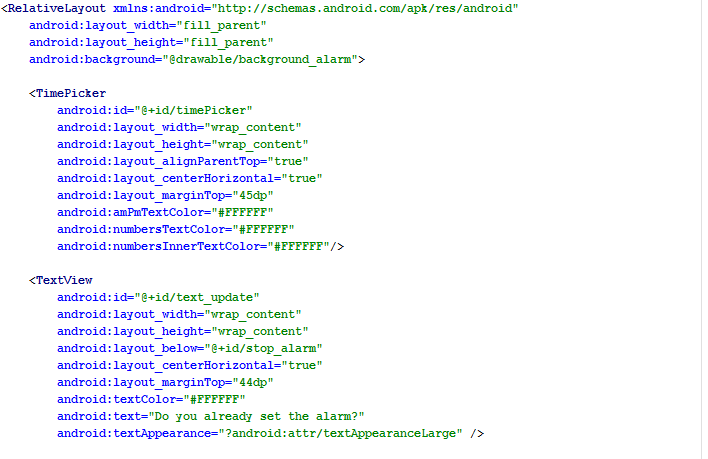 <RelativeLayout xmlns:android="http://schemas.android.com/apk/res/android"
    android:layout_width="fill_parent"
    android:layout_height="fill_parent"
    android:background="@drawable/background_alarm">

    <TimePicker
        android:id="@+id/timePicker"
        android:layout_width="wrap_content"
        android:layout_height="wrap_content"
        android:layout_alignParentTop="true"
        android:layout_centerHorizontal="true"
        android:layout_marginTop="45dp"
        android:amPmTextColor="#FFFFFF"
        android:numbersTextColor="#FFFFFF"
        android:numbersInnerTextColor="#FFFFFF"/>

    <TextView
        android:id="@+id/text_update"
        android:layout_width="wrap_content"
        android:layout_height="wrap_content"
        android:layout_below="@+id/stop_alarm"
        android:layout_centerHorizontal="true"
        android:layout_marginTop="44dp"
        android:textColor="#FFFFFF"
        android:text="Do you already set the alarm?"
        android:textAppearance="?android:attr/textAppearanceLarge" />